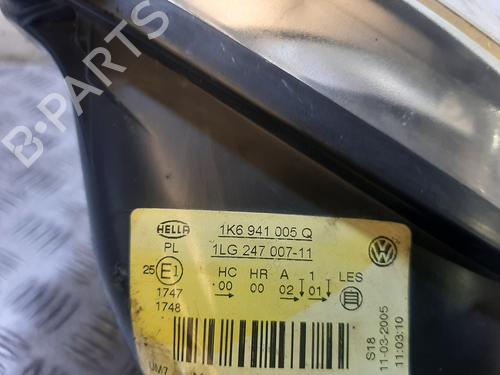 B-PARTS
HELLA
1K6 941 005 Q
PL
1LG 247 007-11
25 E1
HC HR A 1 LES
00 00 02 01
1747
1748
S18
11-03-2005
11:03:10